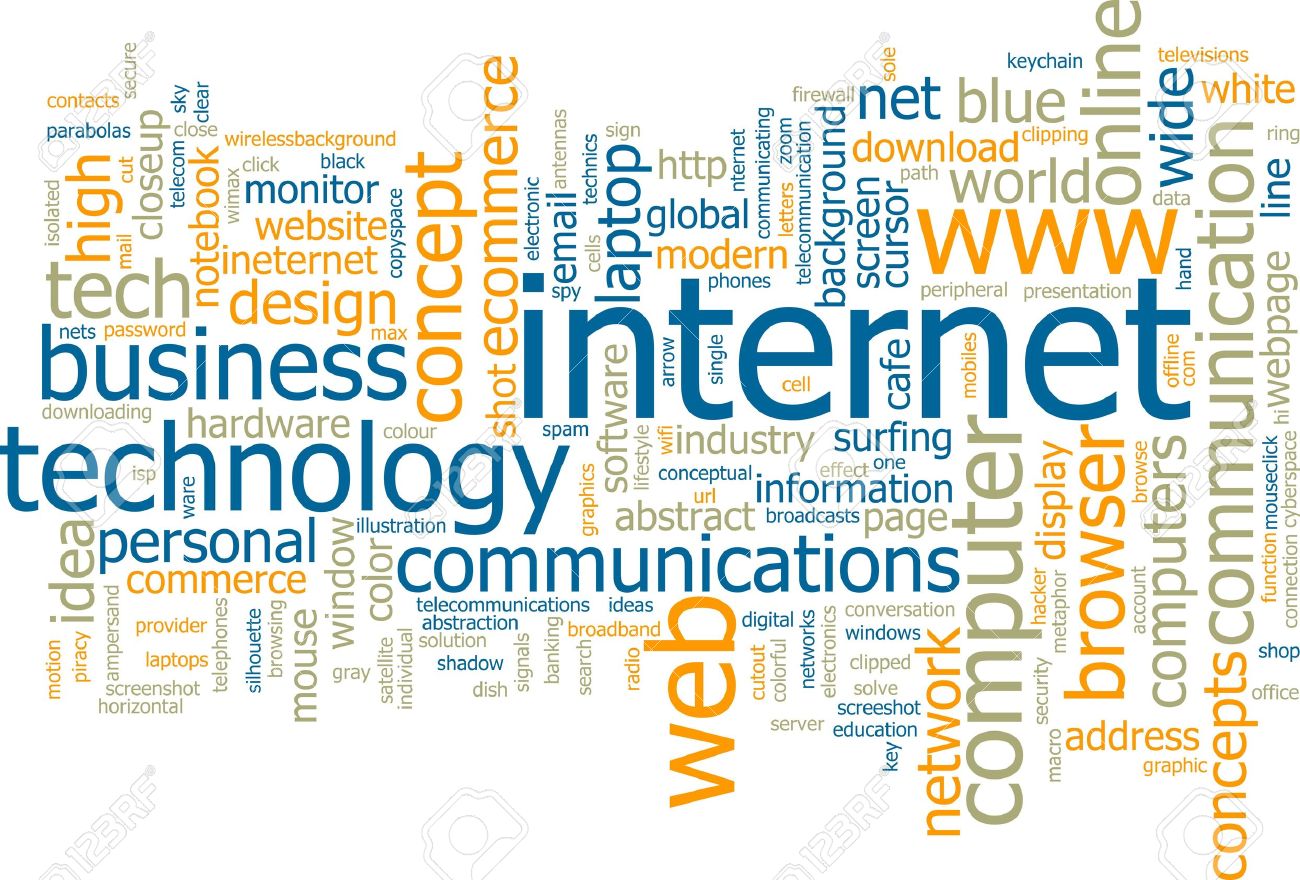 contacts
secure
parabolas
isolated
high
cut
mail
closeup
sky
telecom
clear
close
notebook
wimax
click
wirelessbackground
black
monitor
copyspace
website
ineternet
tech
design
max
nets
password
business
concept
ecommerce
shot
electronic
antennas
email
spy
technics
cells
sign
laptop
http
nternet
global
modern
phones
communicating
zoom
letters
telecommunication
firewall
background
sole
net
screen
cursor
download
path
blue
keychain
clipping
world
online
www
peripheral
presentation
televisions
wide
white
data
hand
communication
ring
line
webpage
hi
internet
downloading
hardware
colour
technology
isp
ware
spam
software
lifestyle
wifi
arrow
single
cell
cafe
mobiles
offline
com
industry
surfing
conceptual
effect
one
url
information
graphics
abstract
broadcasts
page
computer
display
browser
browse
computers
mouseclick
cyberspace
function
connection
idea
personal
commerce
window
illustration
color
communications
motion
piracy
ampersand
provider
laptops
screenshot
horizontal
telephones
silhouette
browsing
mouse
gray
satellite
individual
telecommunications
ideas
abstraction
solution
shadow
dish
signals
banking
broadband
search
radio
web
digital
cutout
colorful
networks
electronics
conversation
windows
clipped
solve
screeshot
server
education
key
network
hacker
metaphor
security
macro
account
address
graphic
concepts
shop
office
123RF